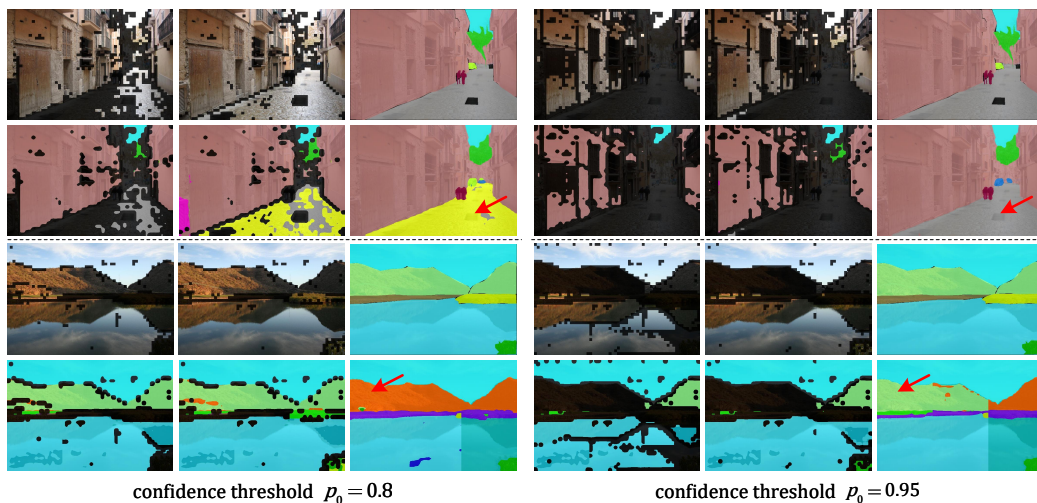 confidence threshold p₀ = 0.8
confidence threshold p₀ = 0.95